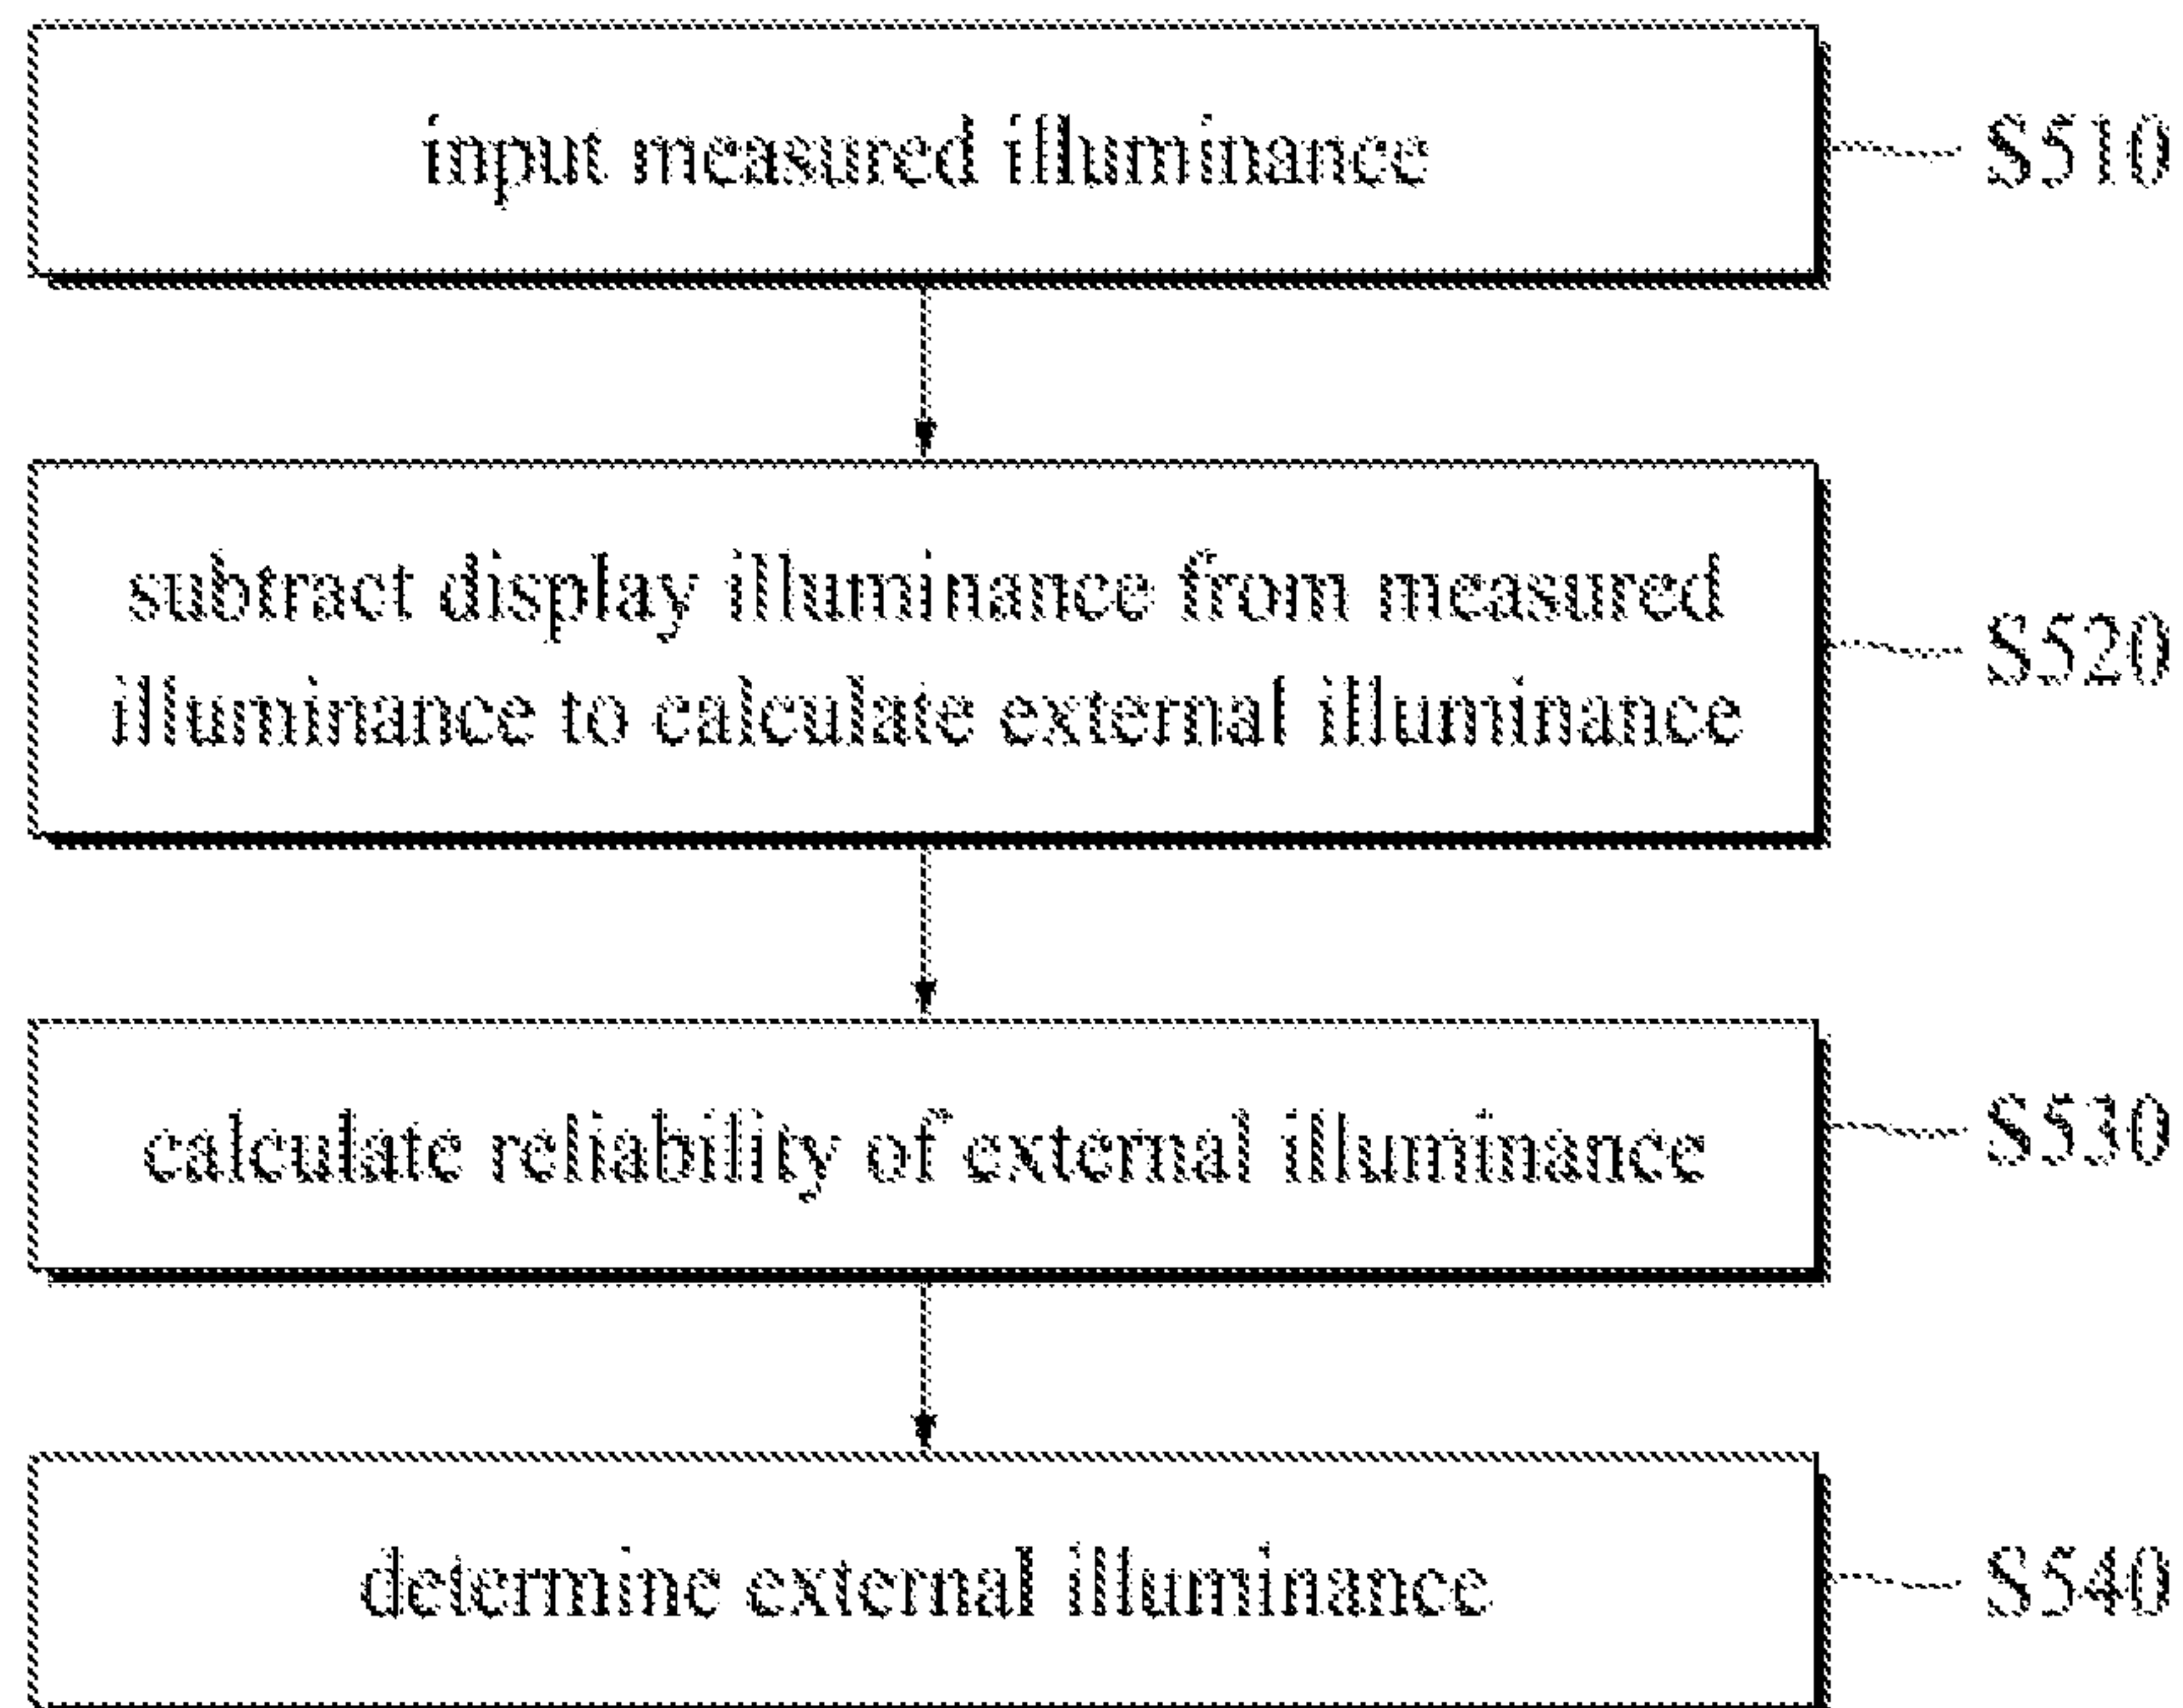 input measured illuminance
S510
subtract display illuminance from measured
illuminance to calculate external illuminance
S520
calculate reliability of external illuminance
S530
determine external illuminance
S540